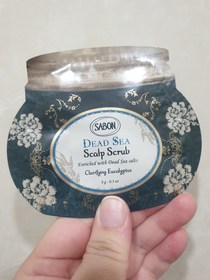 SABON
DEAD SEA
Scalp Scrub
Enriched with Dead Sea salts
Clarifying Eucalyptus